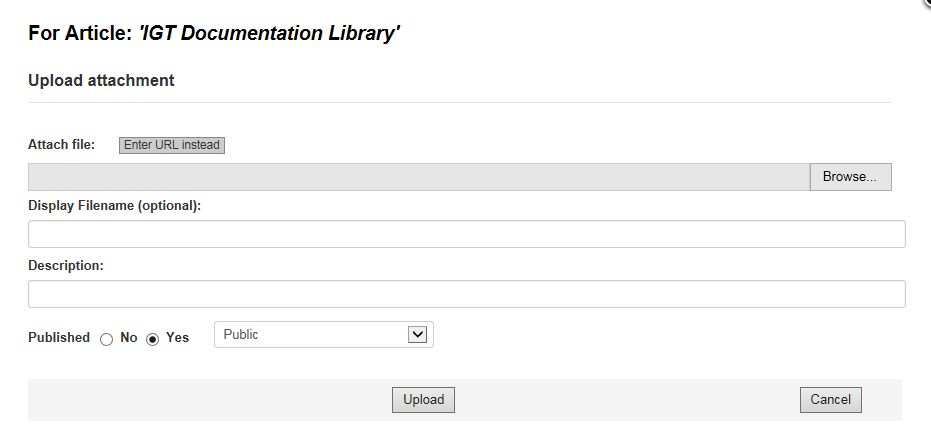 For Article: 'IGT Documentation Library'
Upload attachment
Attach file: Enter URL instead
Browse...
Display Filename (optional):
Description:
Published No Yes Public
Upload Cancel